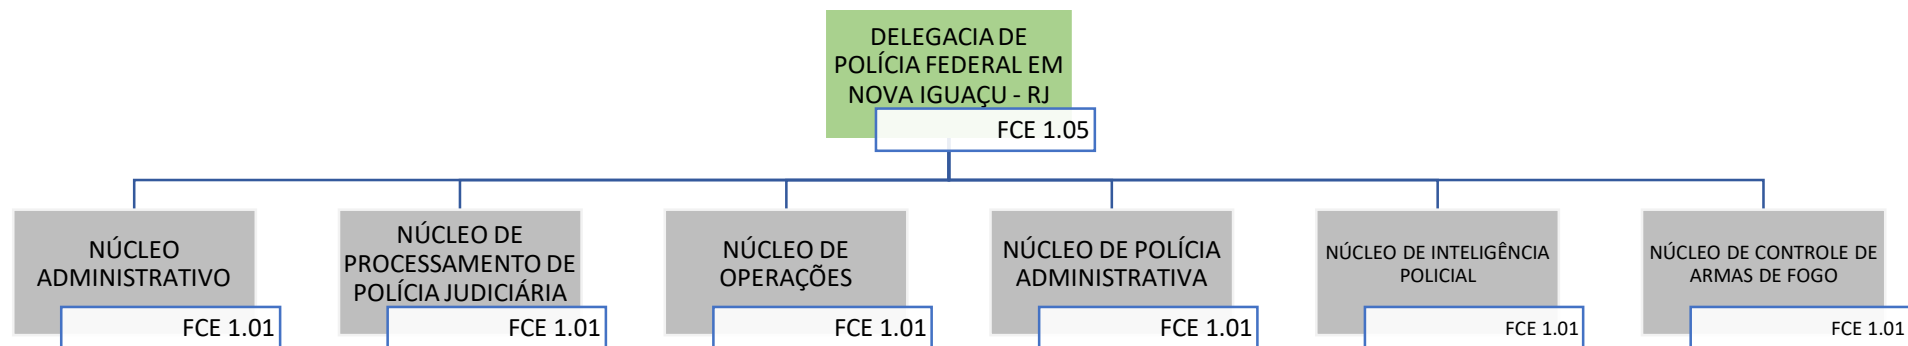 DELEGACIA DE
POLÍCIA FEDERAL EM
NOVA IGUAÇU - RJ
FCE 1.05
NÚCLEO
ADMINISTRATIVO
FCE 1.01
NÚCLEO DE
PROCESSAMENTO DE
POLÍCIA JUDICIÁRIA
FCE 1.01
NÚCLEO DE
OPERAÇÕES
FCE 1.01
NÚCLEO DE POLÍCIA
ADMINISTRATIVA
FCE 1.01
NÚCLEO DE INTELIGÊNCIA
POLICIAL
FCE 1.01
NÚCLEO DE CONTROLE DE
ARMAS DE FOGO
FCE 1.01